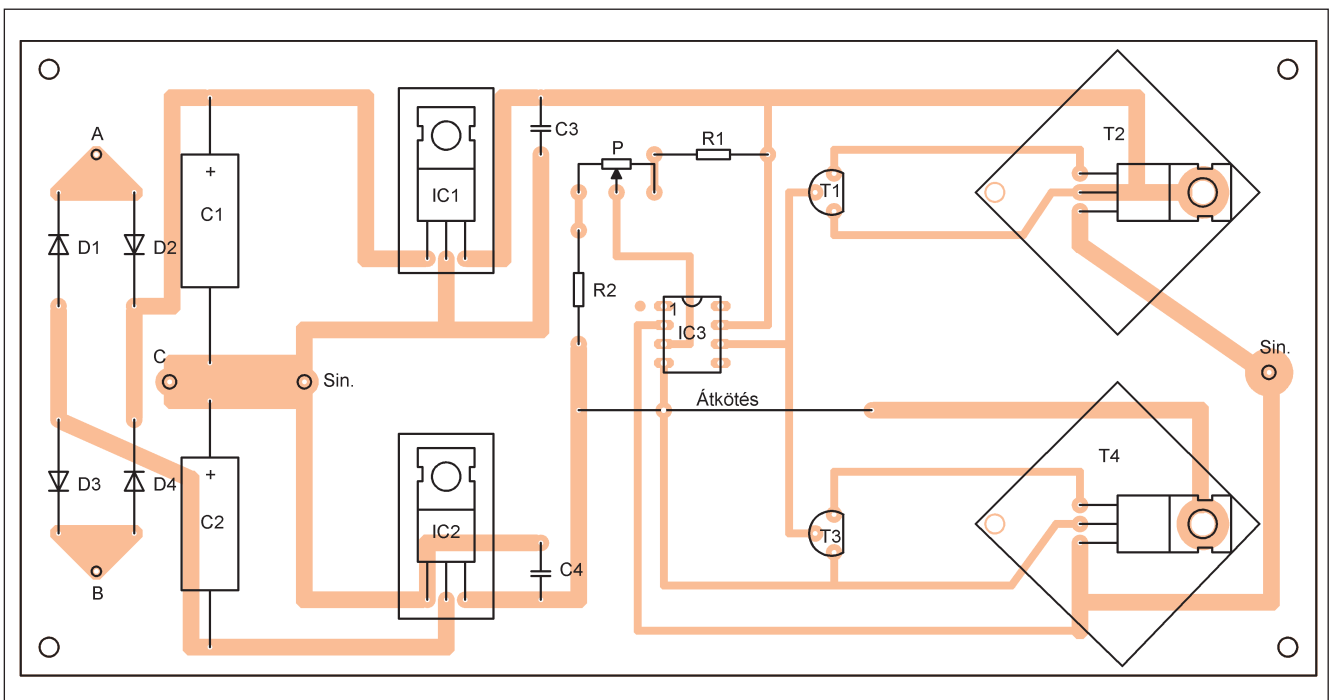 A
B
C
D1
D2
D3
D4
+
C1
+
C2
Sin.
IC1
IC2
C3
C4
P
R1
R2
1
IC3
Átkötés
T1
T2
T3
T4
Sin.